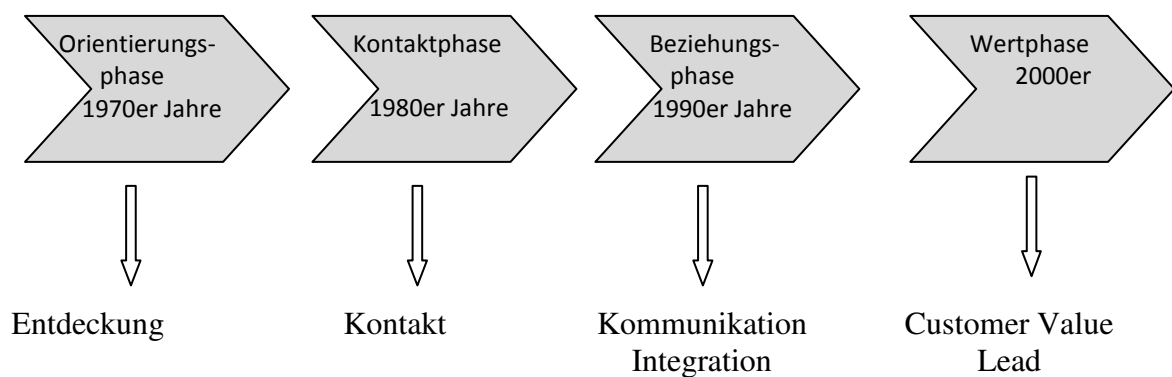 Orientierungs-
phase
1970er Jahre
Kontaktphase
1980er Jahre
Beziehungs-
phase
1990er Jahre
Wertphase
2000er
Entdeckung
Kontakt
Kommunikation
Integration
Customer Value
Lead